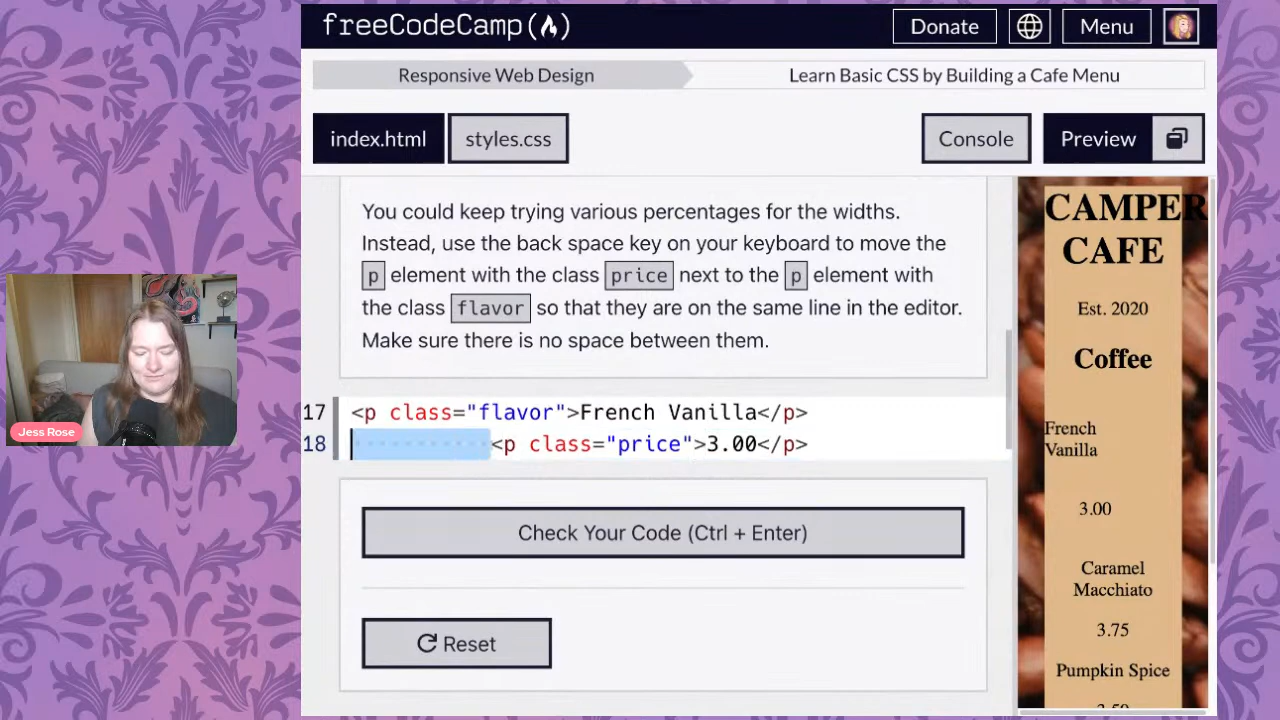 freeCodeCamp(🔥)
Donate
Menu
Responsive Web Design
Learn Basic CSS by Building a Cafe Menu
index.html
styles.css
Console
Preview
You could keep trying various percentages for the widths.
Instead, use the back space key on your keyboard to move the
p element with the class price next to the p element with
the class flavor so that they are on the same line in the editor.
Make sure there is no space between them.
17 <p class="flavor">French Vanilla</p>
18 <p class="price">3.00</p>
Check Your Code (Ctrl + Enter)
Reset
CAMPER
CAFE
Est. 2020
Coffee
French
Vanilla
3.00
Caramel
Macchiato
3.75
Pumpkin Spice
Jess Rose